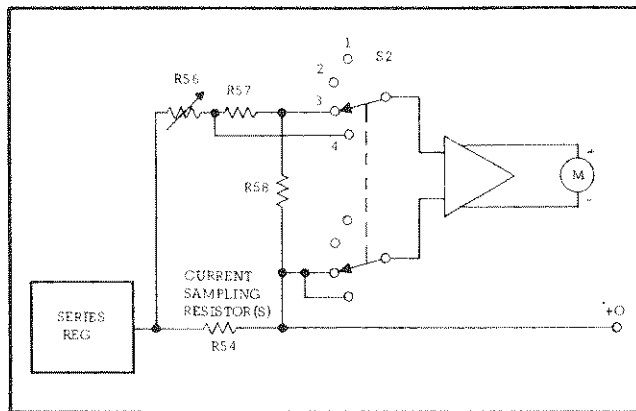 1
S2
2
R56
R57
3
4
R58
+
M
-
CURRENT
SAMPLING
RESISTOR(S)
SERIES
REG
R54
+O